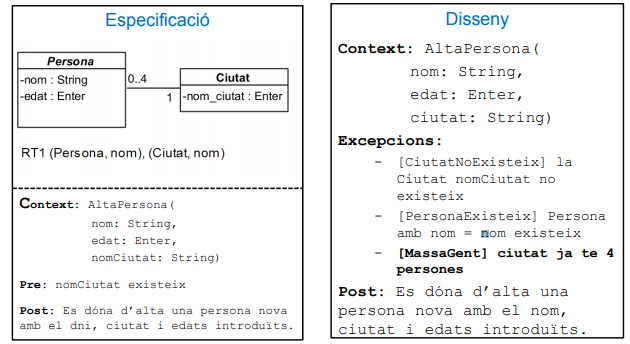 Especificació
Persona
-nom : String
-edat : Enter
0..4
1
Ciutat
-nom_ciutat : Enter
RT1 (Persona, nom), (Ciutat, nom)
Context: AltaPersona(
nom: String,
edat: Enter,
nomCiutat: String)
Pre: nomCiutat existeix
Post: Es dóna d’alta una persona nova
amb el dni, ciutat i edats introduïts.
Disseny
Context: AltaPersona(
nom: String,
edat: Enter,
ciutat: String)
Excepcions:
- [CiutatNoExisteix] la
Ciutat nomCiutat no
existeix
- [PersonaExisteix] Persona
amb nom = nom existeix
- [MassaGent] ciutat ja te 4
persones
Post: Es dóna d’alta una
persona nova amb el nom,
ciutat i edats introduïts.